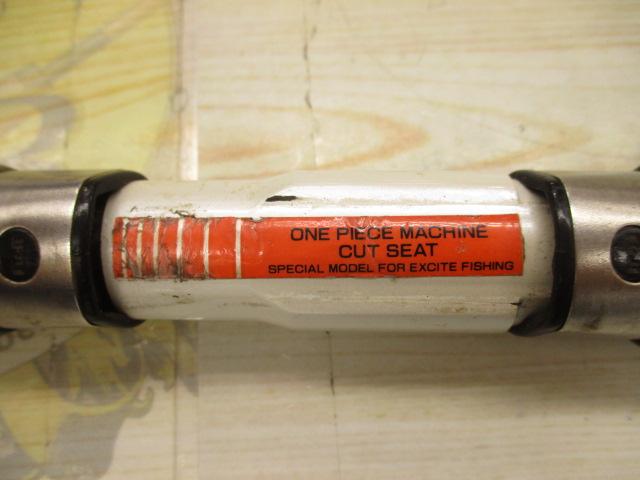 ONE PIECE MACHINE
CUT SEAT
SPECIAL MODEL FOR EXCITE FISHING